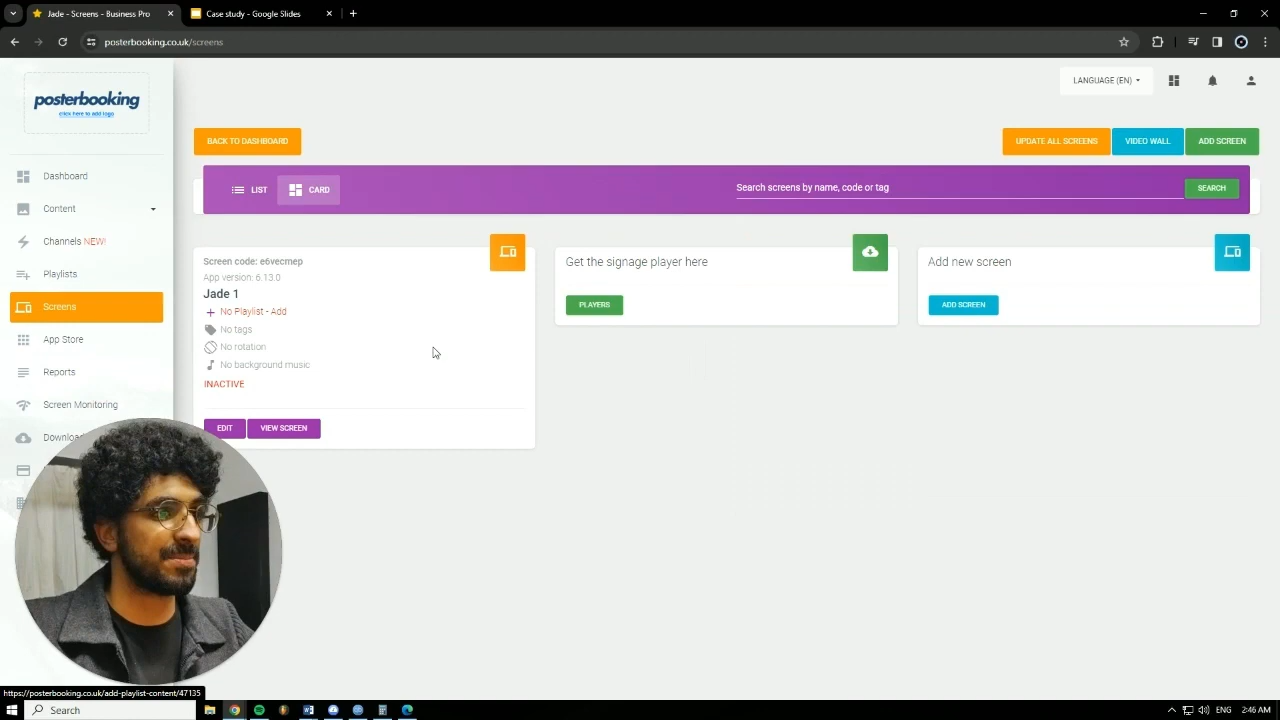 Jade - Screens - Business Pro
Case study - Google Slides
posterbooking.co.uk/screens
posterbooking
click here to add logo
LANGUAGE (EN)
BACK TO DASHBOARD
UPDATE ALL SCREENS
VIDEO WALL
ADD SCREEN
Dashboard
Content
Channels NEW!
Playlists
Screens
App Store
Reports
Screen Monitoring
LIST
CARD
Search screens by name, code or tag
SEARCH
Screen code: e6vecmep
App version: 6.13.0
Jade 1
No Playlist - Add
No tags
No rotation
No background music
INACTIVE
EDIT
VIEW SCREEN
Get the signage player here
PLAYERS
Add new screen
ADD SCREEN
https://posterbooking.co.uk/add-playlist-content/47135
Search
ENG
2:46 AM